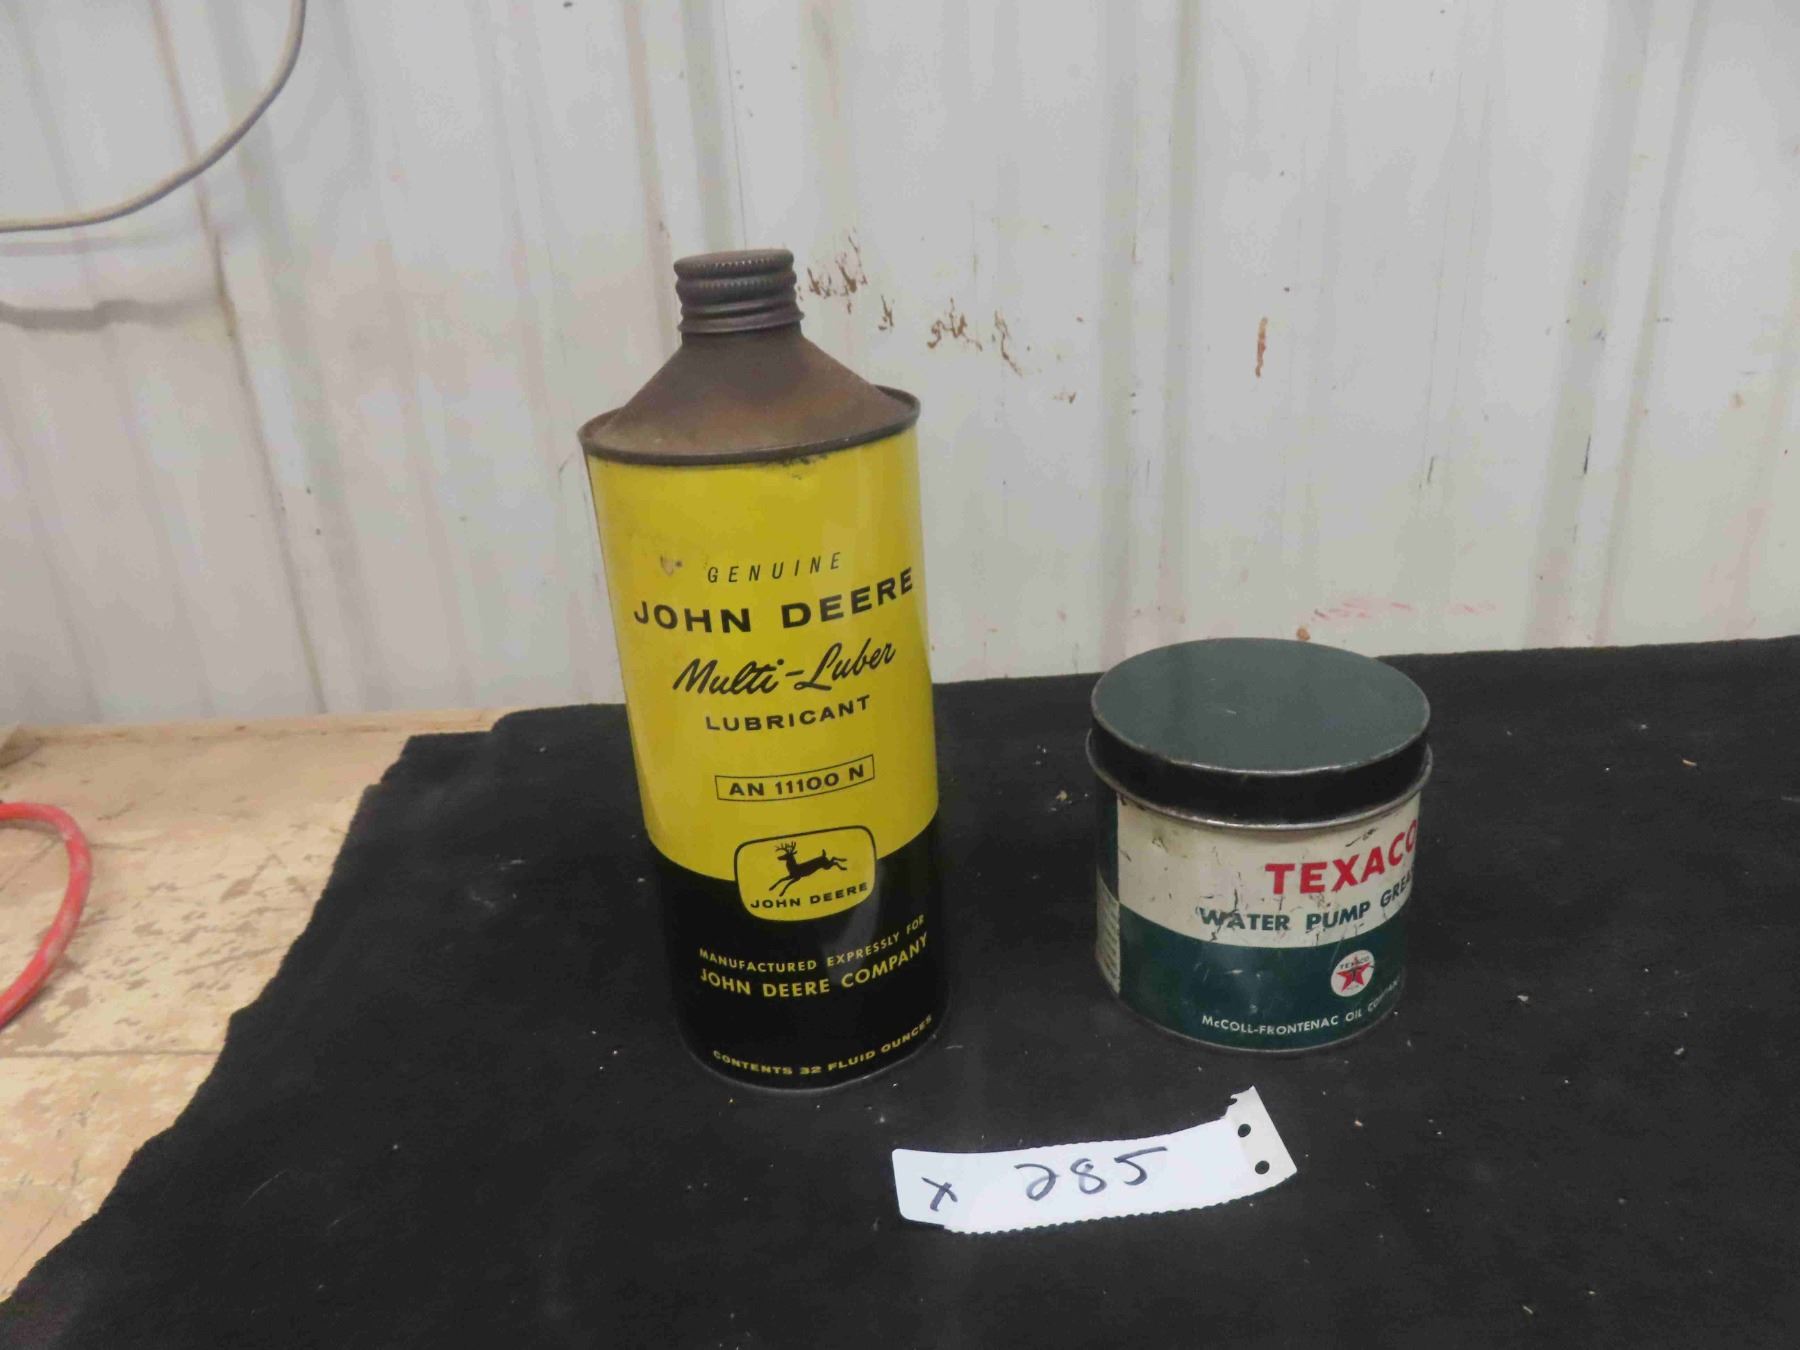 GENUINE
JOHN DEERE
Multi-Luber
LUBRICANT
AN 11100 N
JOHN DEERE
MANUFACTURED EXPRESSLY FOR
JOHN DEERE COMPANY
CONTENTS 32 FLUID OUNCES
TEXACO
WATER PUMP GREA
TEXACO
T
McCOLL-FRONTENAC OIL COMPAN
x 285